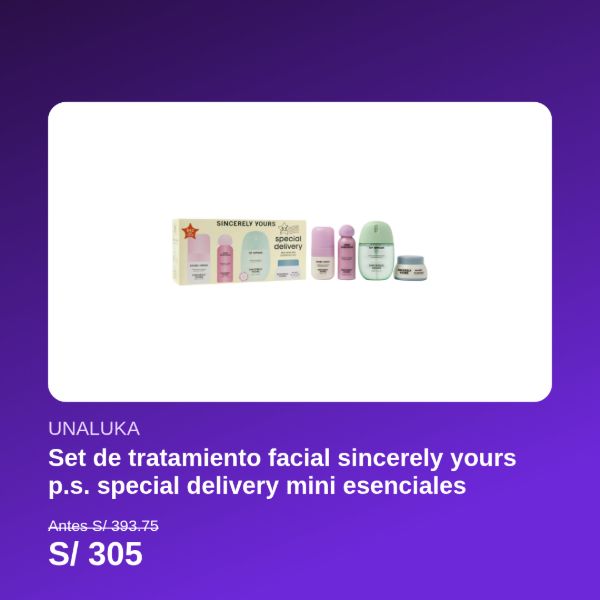 SINCERELY YOURS
special
delivery
UNALUKA
Set de tratamiento facial sincerely yours
p.s. special delivery mini esenciales
Antes S/ 393.75
S/ 305